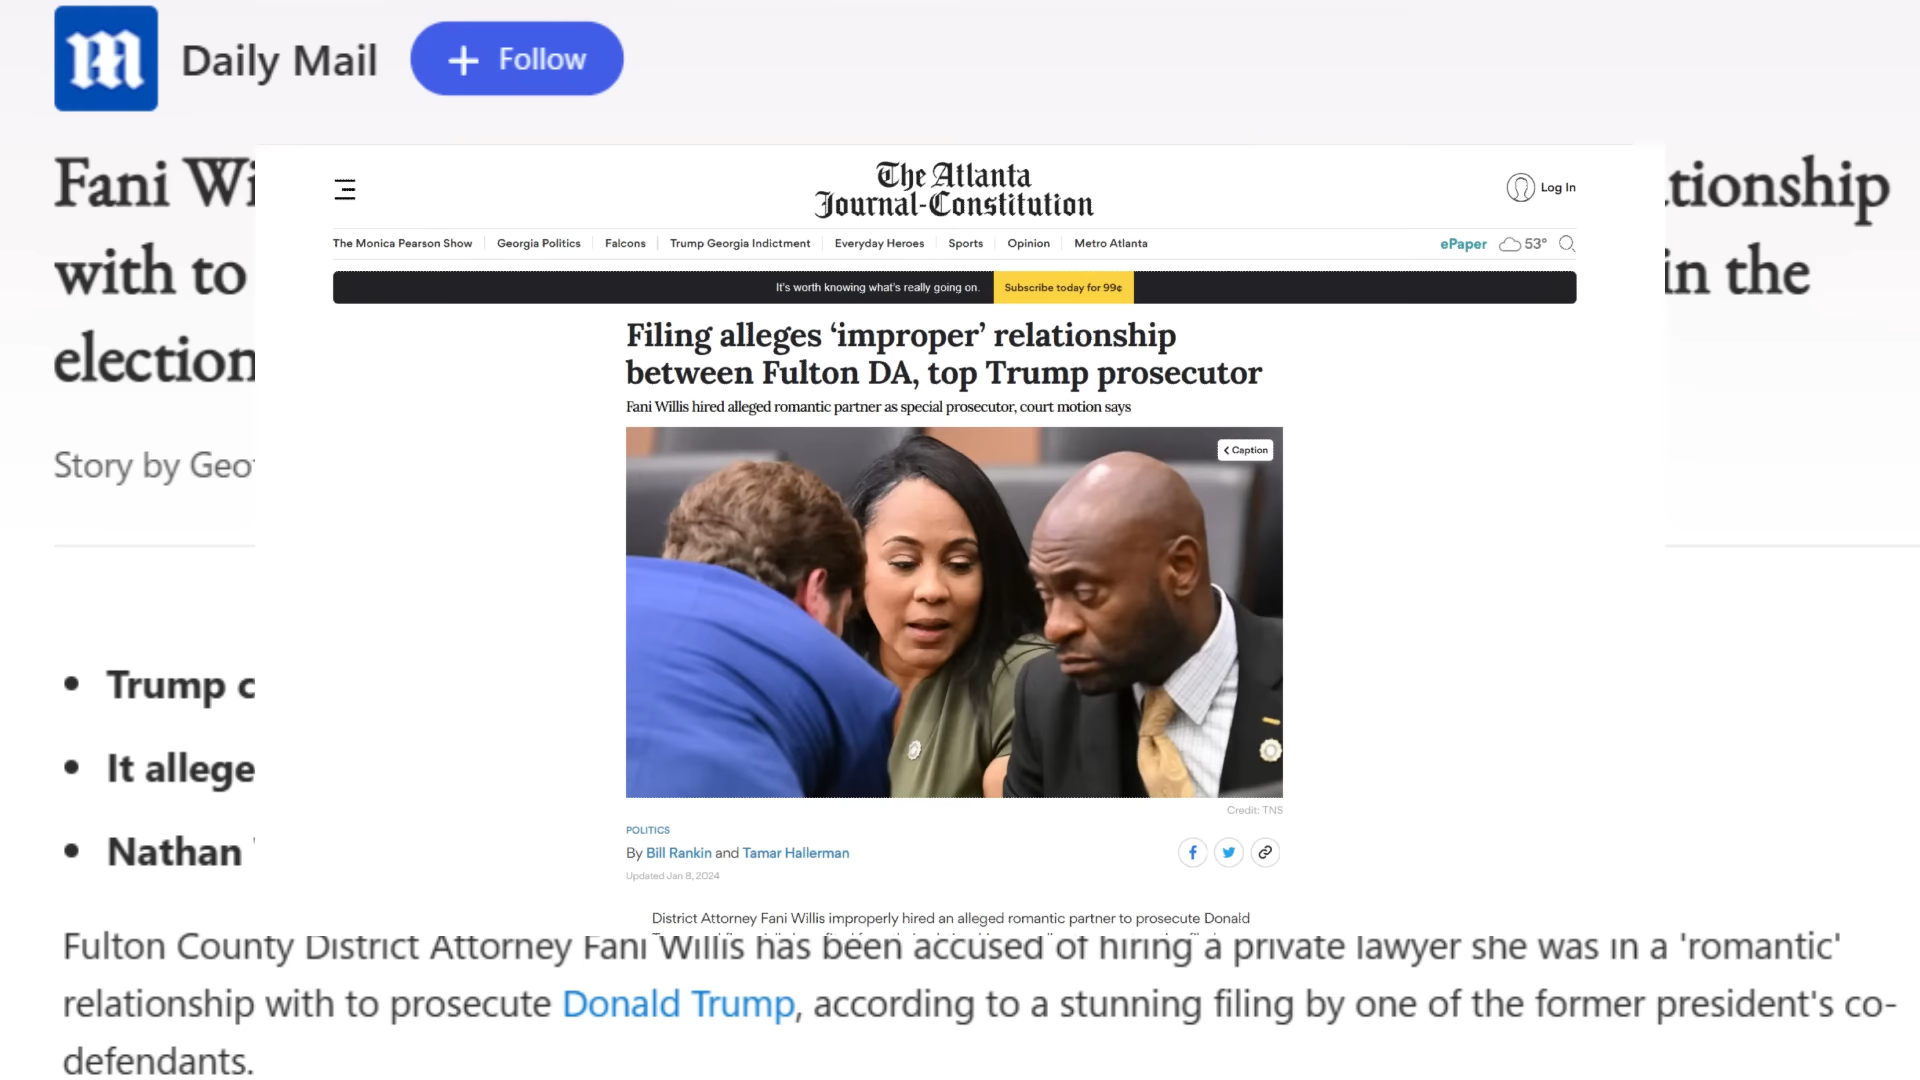 Daily Mail
+ Follow
Fani
tionship
with to
in the
election
Story by
Trump
It
Nathan
The Atlanta
Journal-Constitution
Log In
The Monica Pearson Show
Georgia Politics
Falcons
Trump Georgia Indictment
Everyday Heroes
Sports
Opinion
Metro Atlanta
ePaper
53°
It's worth knowing what's really going on.
Subscribe today for 99¢
Filing alleges ‘improper’ relationship
between Fulton DA, top Trump prosecutor
Fani Willis hired alleged romantic partner as special prosecutor, court motion says
Caption
Credit: TNS
POLITICS
By Bill Rankin and Tamar Hallerman
Updated Jan 8, 2024
District Attorney Fani Willis improperly hired an alleged romantic partner to prosecute Donald
Fulton County District Attorney Fani Willis has been accused of hiring a private lawyer she was in a 'romantic'
relationship with to prosecute Donald Trump, according to a stunning filing by one of the former president's co-
defendants.